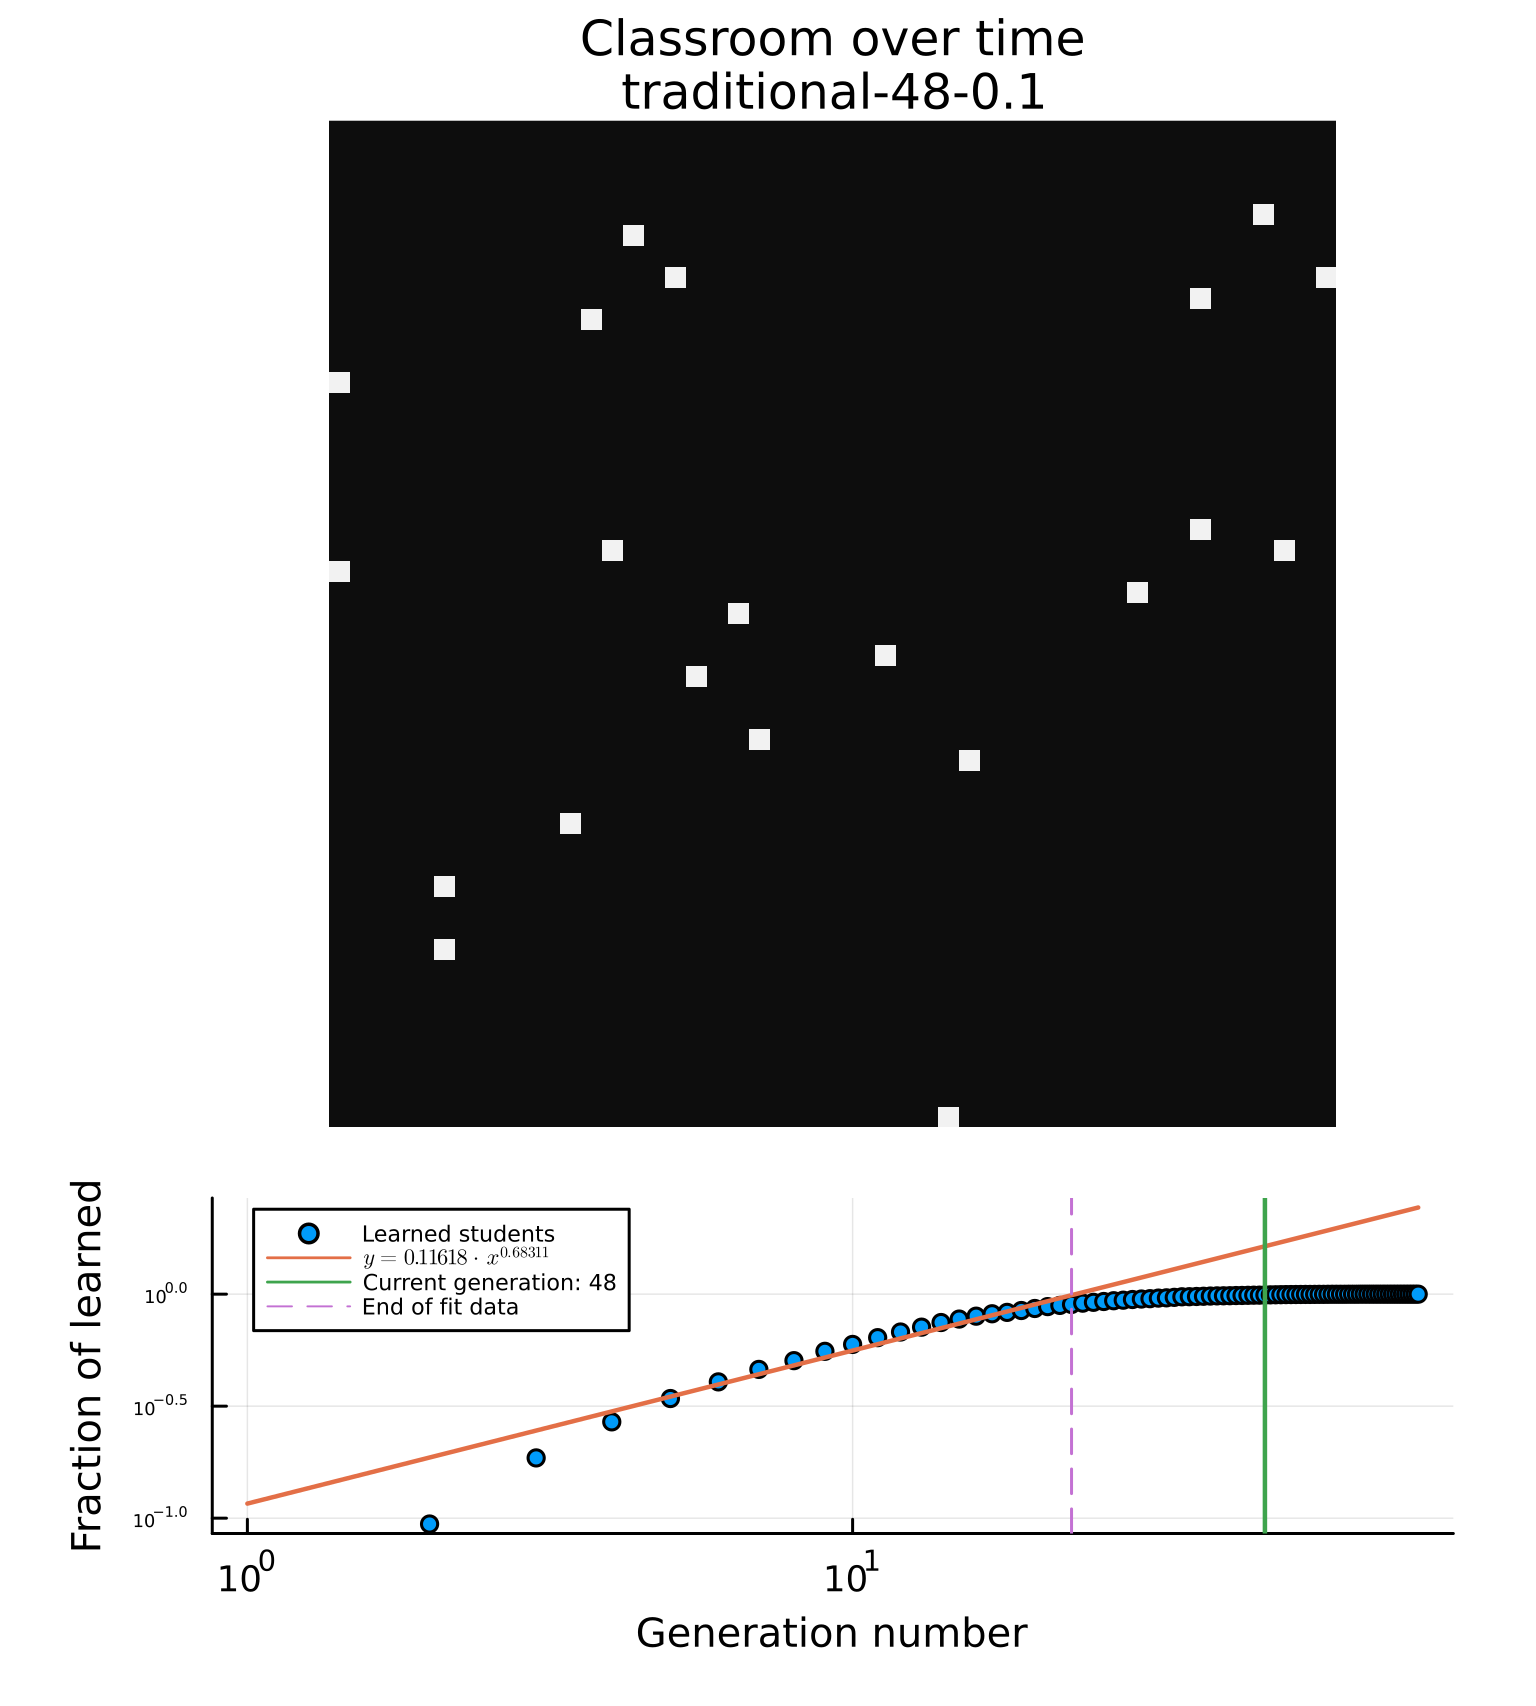 Classroom over time
traditional-48-0.1
Fraction of learned
Learned students
y = 0.11618 · x^0.68311
Current generation: 48
End of fit data
10^0.0
10^−0.5
10^−1.0
10^0
10^1
Generation number